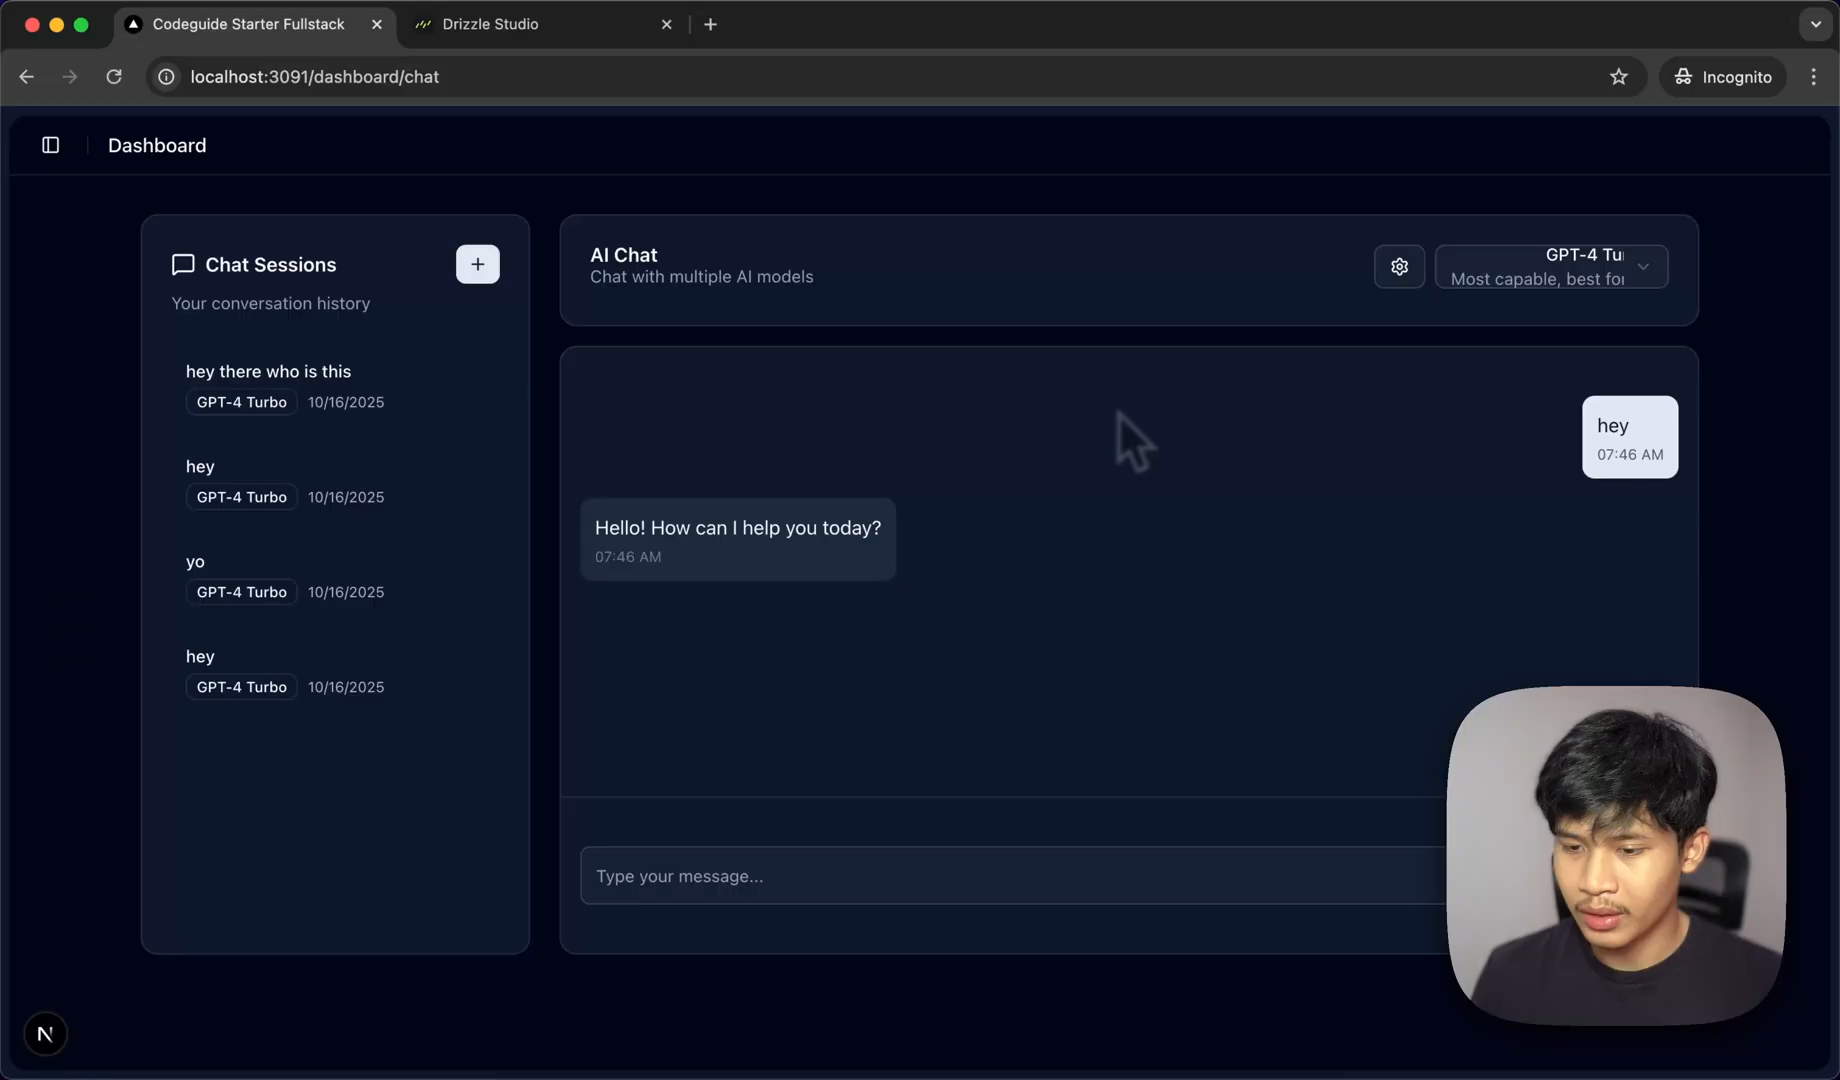 Codeguide Starter Fullstack
Drizzle Studio
localhost:3091/dashboard/chat
Incognito
Dashboard
Chat Sessions
Your conversation history
hey there who is this
GPT-4 Turbo 10/16/2025
hey
GPT-4 Turbo 10/16/2025
yo
GPT-4 Turbo 10/16/2025
hey
GPT-4 Turbo 10/16/2025
AI Chat
Chat with multiple AI models
GPT-4 Tu
Most capable, best for
hey
07:46 AM
Hello! How can I help you today?
07:46 AM
Type your message...
N